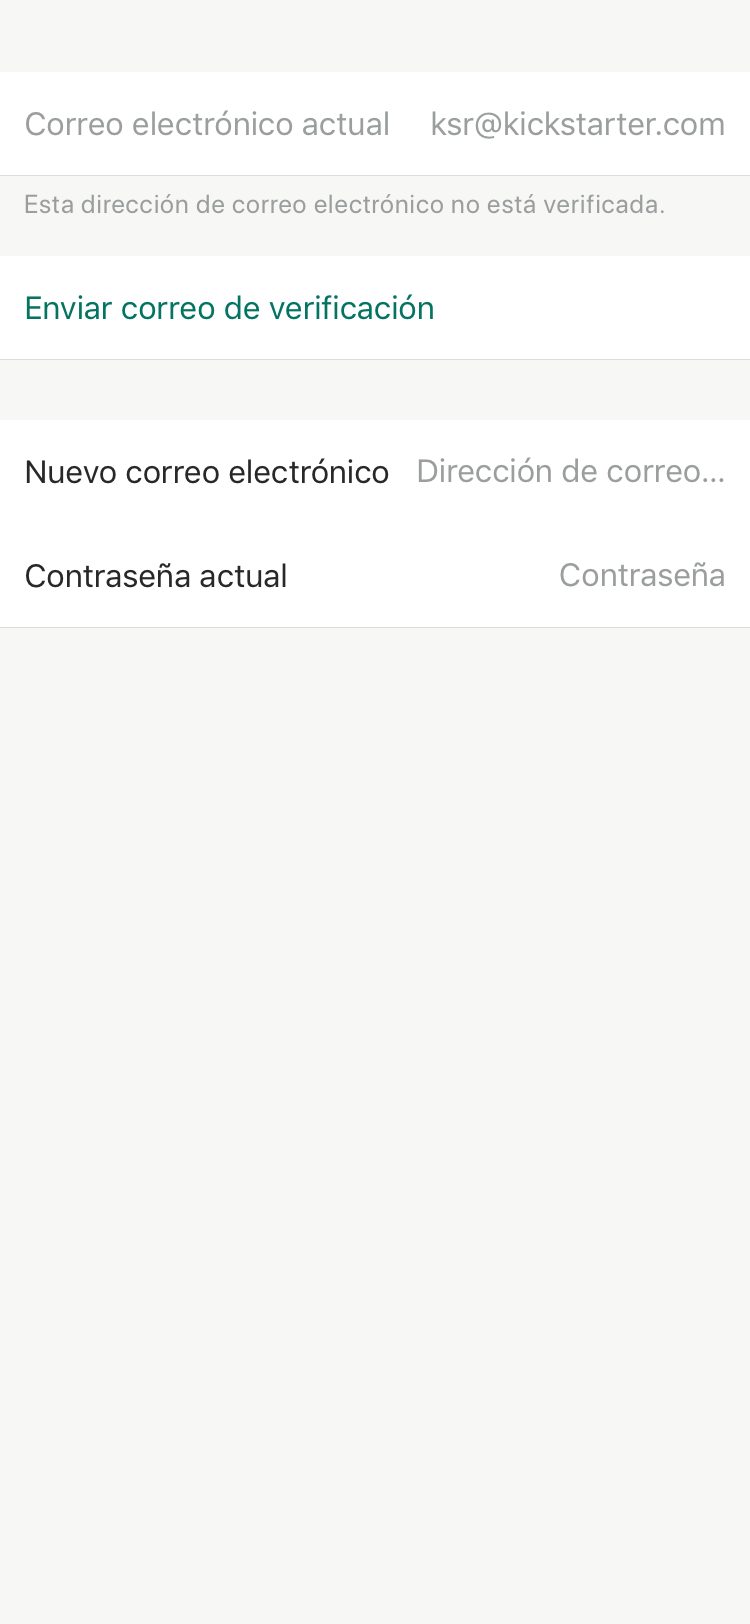 Correo electrónico actual ksr@kickstarter.com
Esta dirección de correo electrónico no está verificada.
Enviar correo de verificación
Nuevo correo electrónico Dirección de correo...
Contraseña actual Contraseña